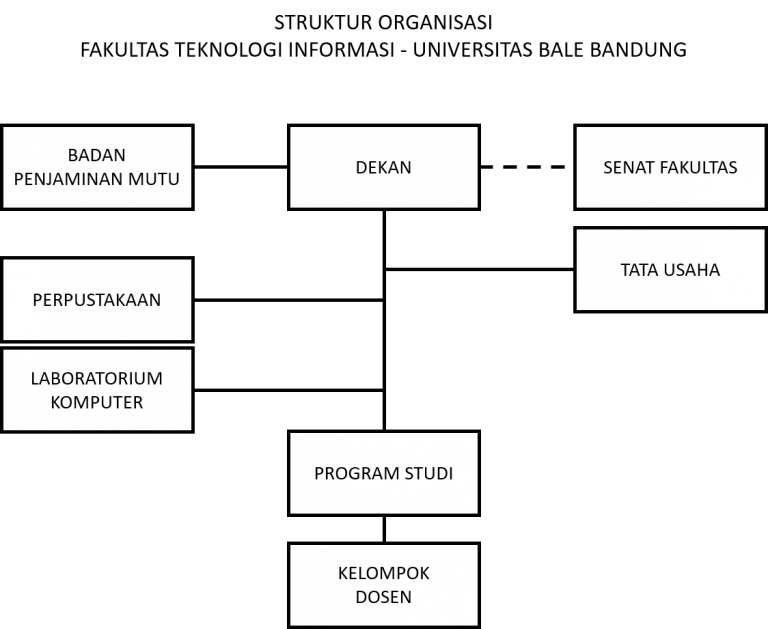 STRUKTUR ORGANISASI
FAKULTAS TEKNOLOGI INFORMASI - UNIVERSITAS BALE BANDUNG
BADAN
PENJAMINAN MUTU
DEKAN
SENAT FAKULTAS
TATA USAHA
PERPUSTAKAAN
LABORATORIUM
KOMPUTER
PROGRAM STUDI
KELOMPOK
DOSEN